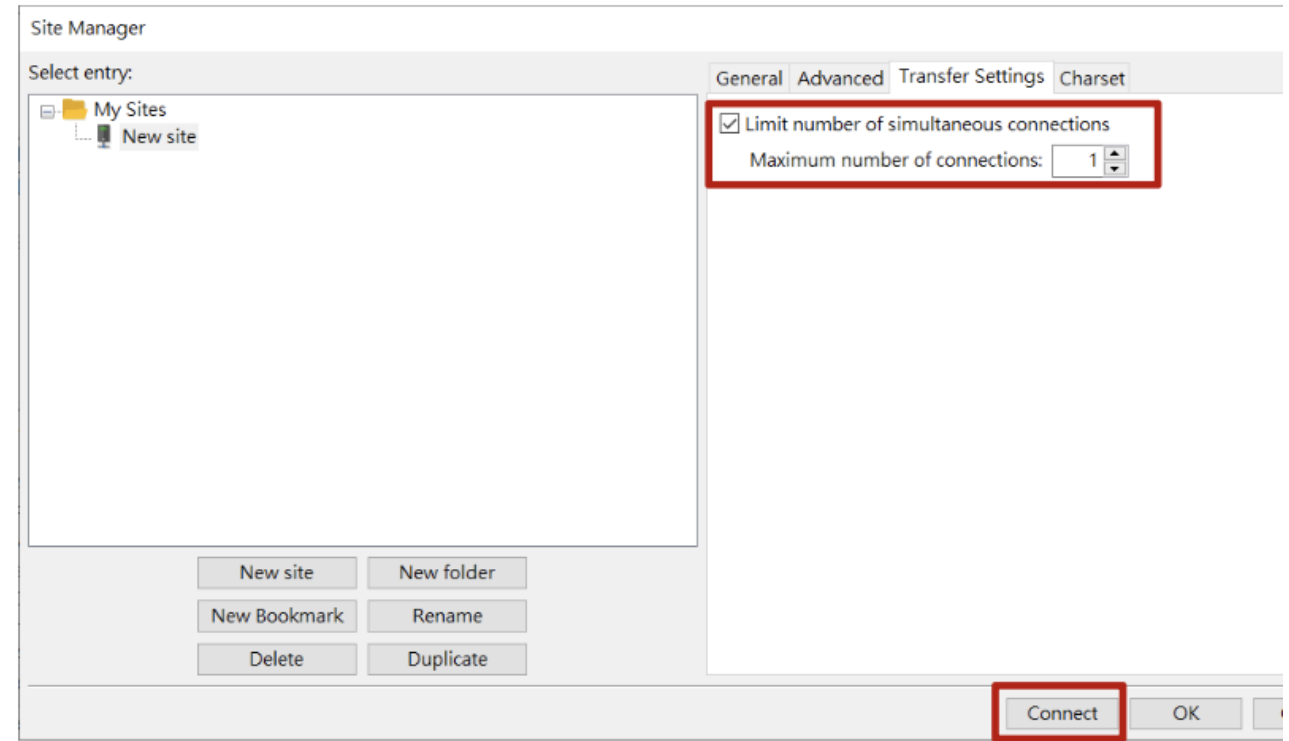 Site Manager
Select entry:
My Sites
New site
General Advanced Transfer Settings Charset
Limit number of simultaneous connections
Maximum number of connections: 1
New site New folder
New Bookmark Rename
Delete Duplicate
Connect OK